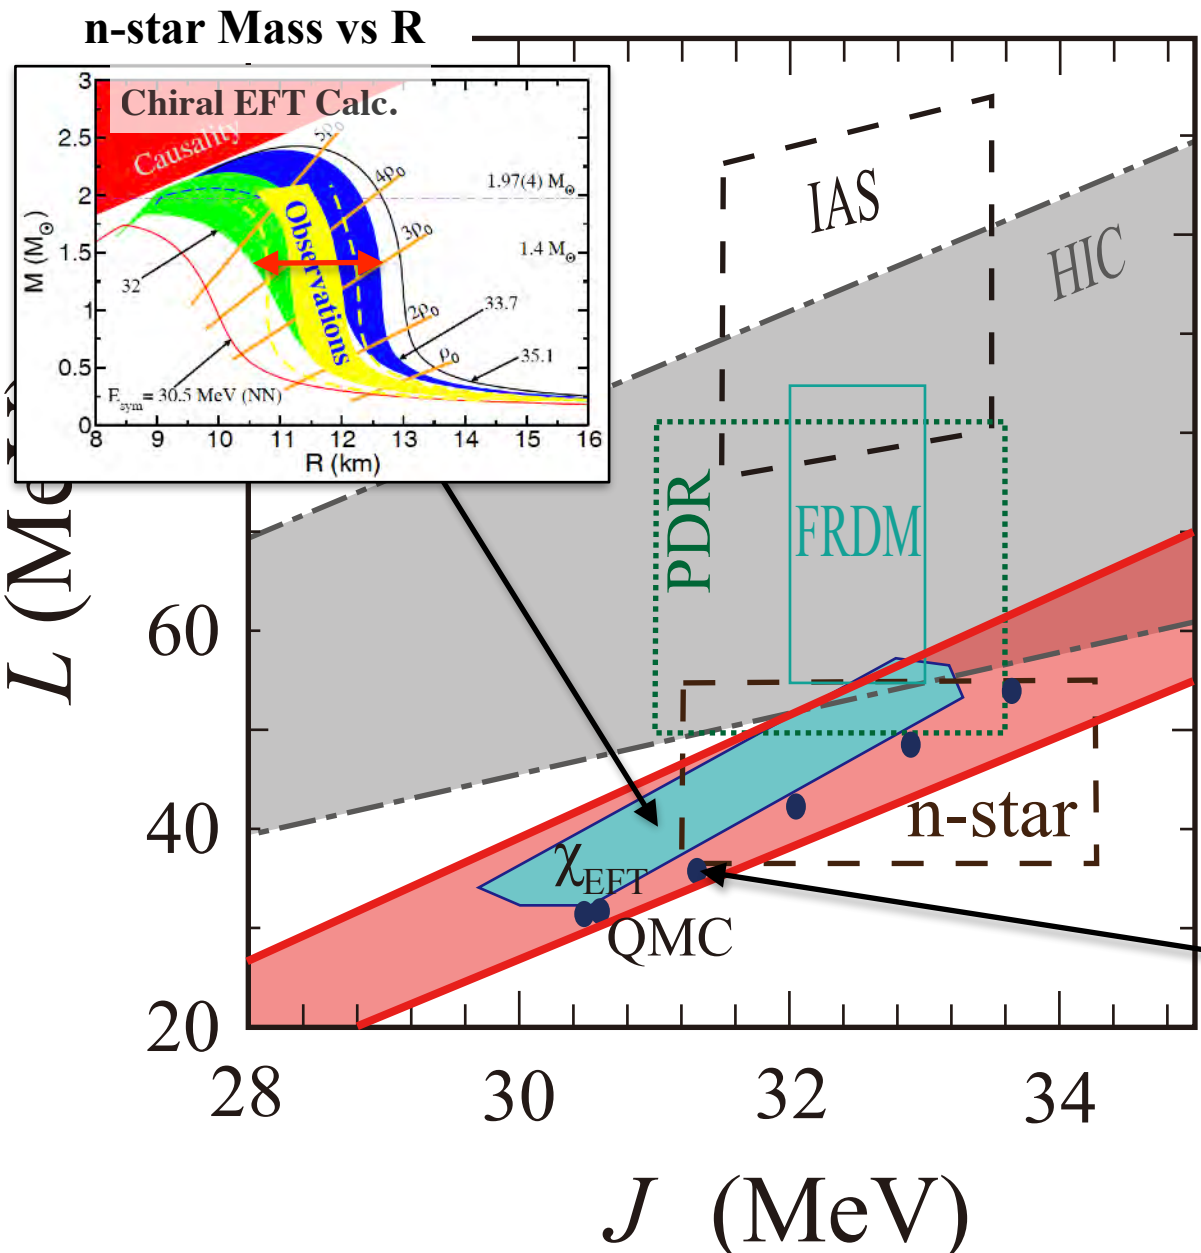 n-star Mass vs R
Chiral EFT Calc.
Causality
3
2.5
2
1.5
1
0.5
0
M (M⊙)
5ρ0
4ρ0
3ρ0
2ρ0
ρ0
1.97(4) M⊙
1.4 M⊙
Observations
32
33.7
35.1
Esym= 30.5 MeV (NN)
8 9 10 11 12 13 14 15 16
R (km)
IAS
HIC
PDR
FRDM
n-star
χEFT
QMC
L (Me
60
40
20
28 30 32 34
J (MeV)